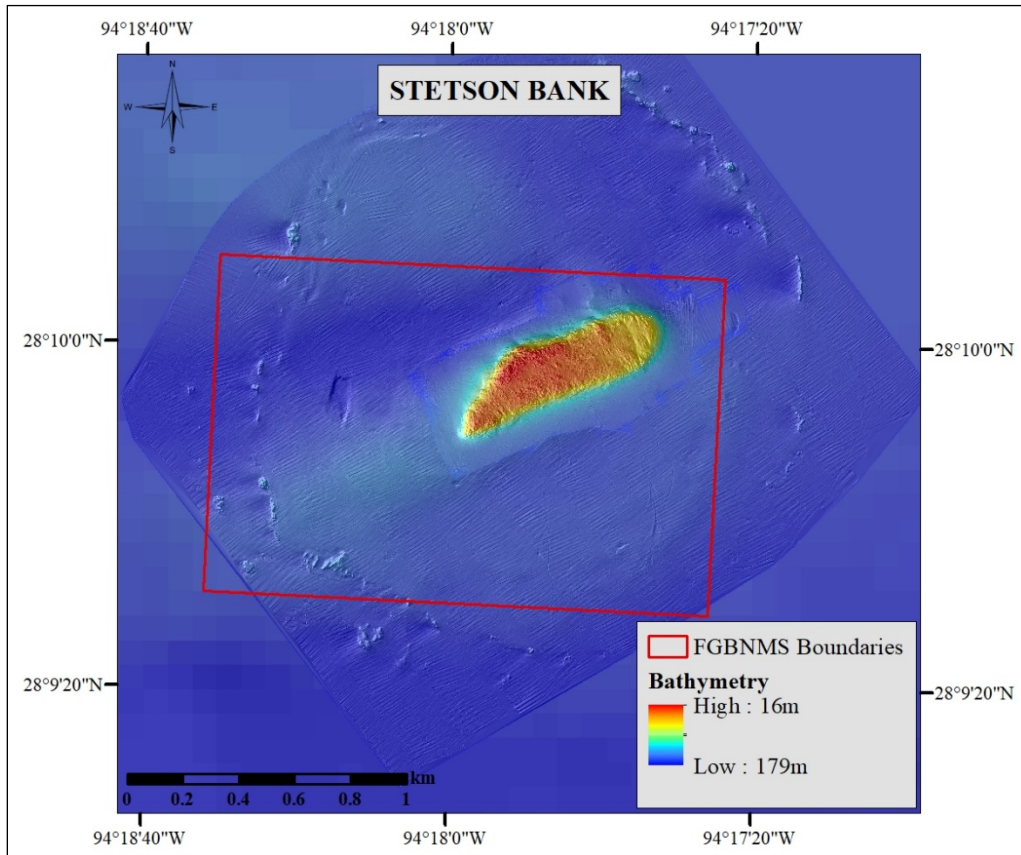 94°18'40"W 94°18'0"W 94°17'20"W
N
W E
S
STETSON BANK
28°10'0"N 28°10'0"N
FGBNMS Boundaries
Bathymetry
High : 16m
Low : 179m
28°9'20"N 28°9'20"N
km
0 0.2 0.4 0.6 0.8 1
94°18'40"W 94°18'0"W 94°17'20"W